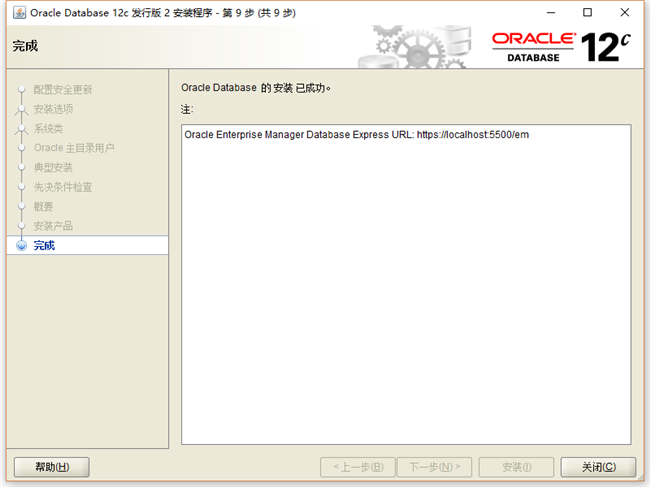 Oracle Database 12c 发行版 2 安装程序 - 第 9 步 (共 9 步)
完成
ORACLE
DATABASE
12c
配置安全更新
安装选项
系统类
Oracle 主目录用户
典型安装
先决条件检查
概要
安装产品
完成
Oracle Database 的 安装 已成功。
注:
Oracle Enterprise Manager Database Express URL: https://localhost:5500/em
帮助(H)
< 上一步(B)
下一步(N) >
安装(I)
关闭(C)